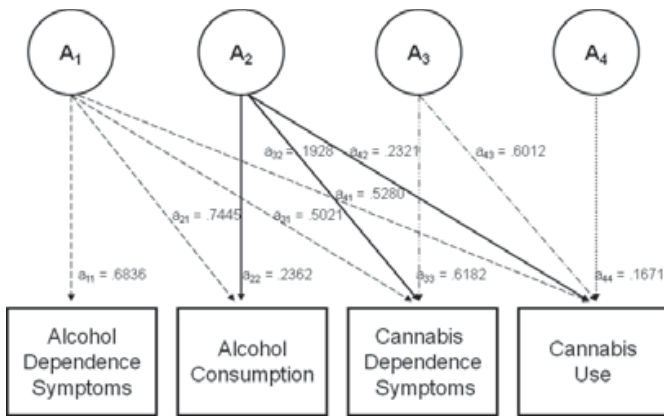 A1
A2
A3
A4
a32 = .1928
a42 = .2321
a43 = .6012
a41 = .5280
a21 = .7445
a31 = .5021
a11 = .6836
a22 = .2362
a33 = .6182
a44 = .1671
Alcohol
Dependence
Symptoms
Alcohol
Consumption
Cannabis
Dependence
Symptoms
Cannabis
Use